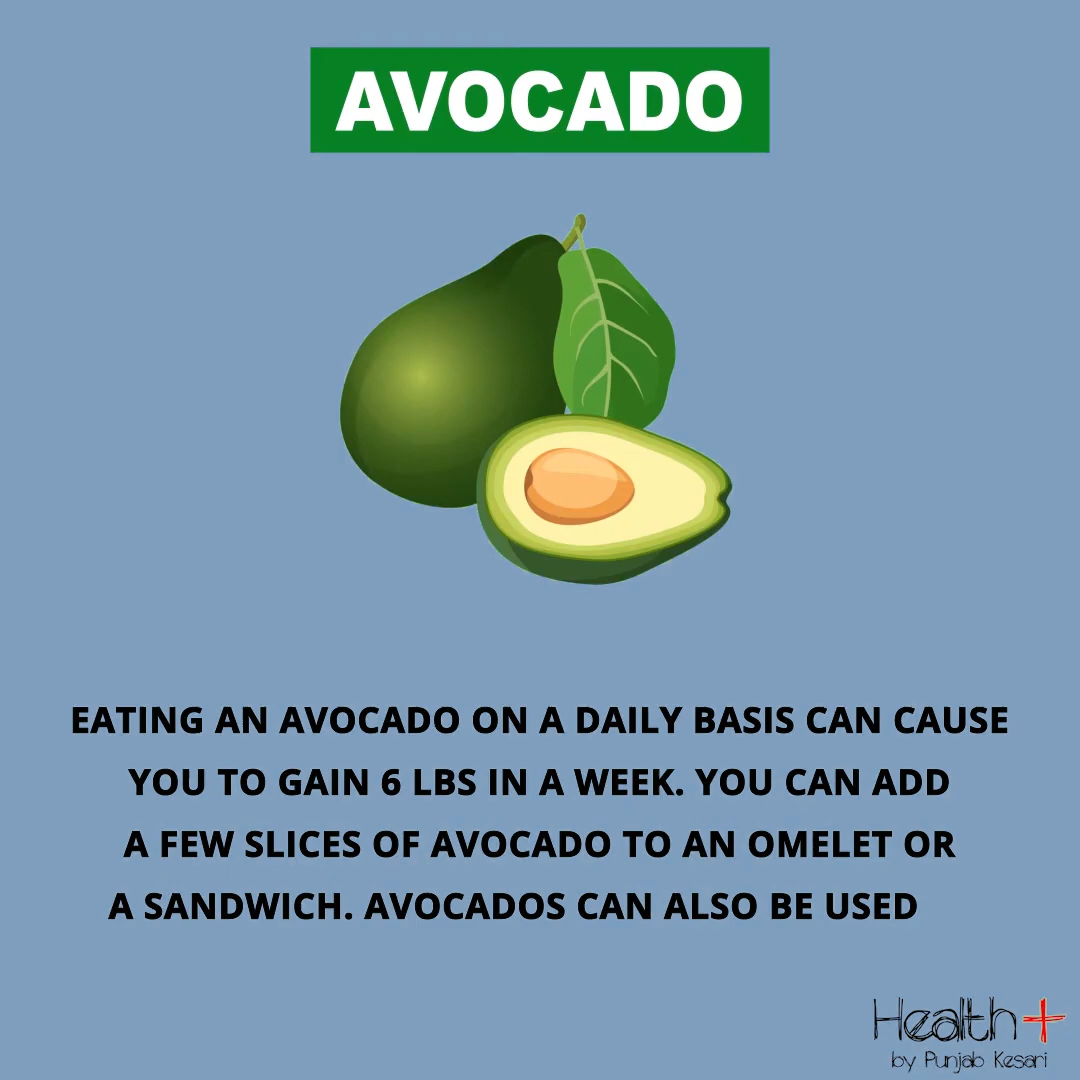 AVOCADO
EATING AN AVOCADO ON A DAILY BASIS CAN CAUSE
YOU TO GAIN 6 LBS IN A WEEK. YOU CAN ADD
A FEW SLICES OF AVOCADO TO AN OMELET OR
A SANDWICH. AVOCADOS CAN ALSO BE USED
Health+
by Punjab Kesari